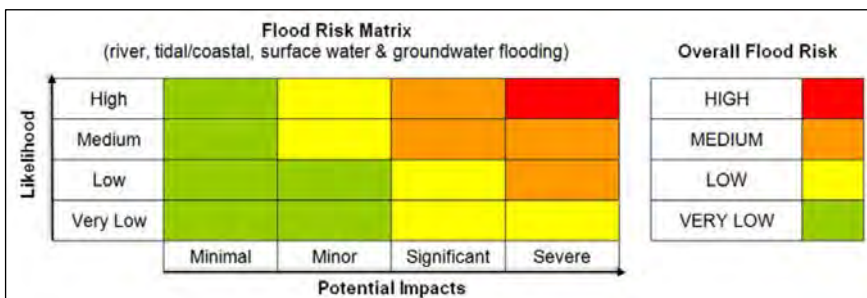 Flood Risk Matrix
(river, tidal/coastal, surface water & groundwater flooding)
Overall Flood Risk
Likelihood
High
Medium
Low
Very Low
Minimal
Minor
Significant
Severe
Potential Impacts
HIGH
MEDIUM
LOW
VERY LOW